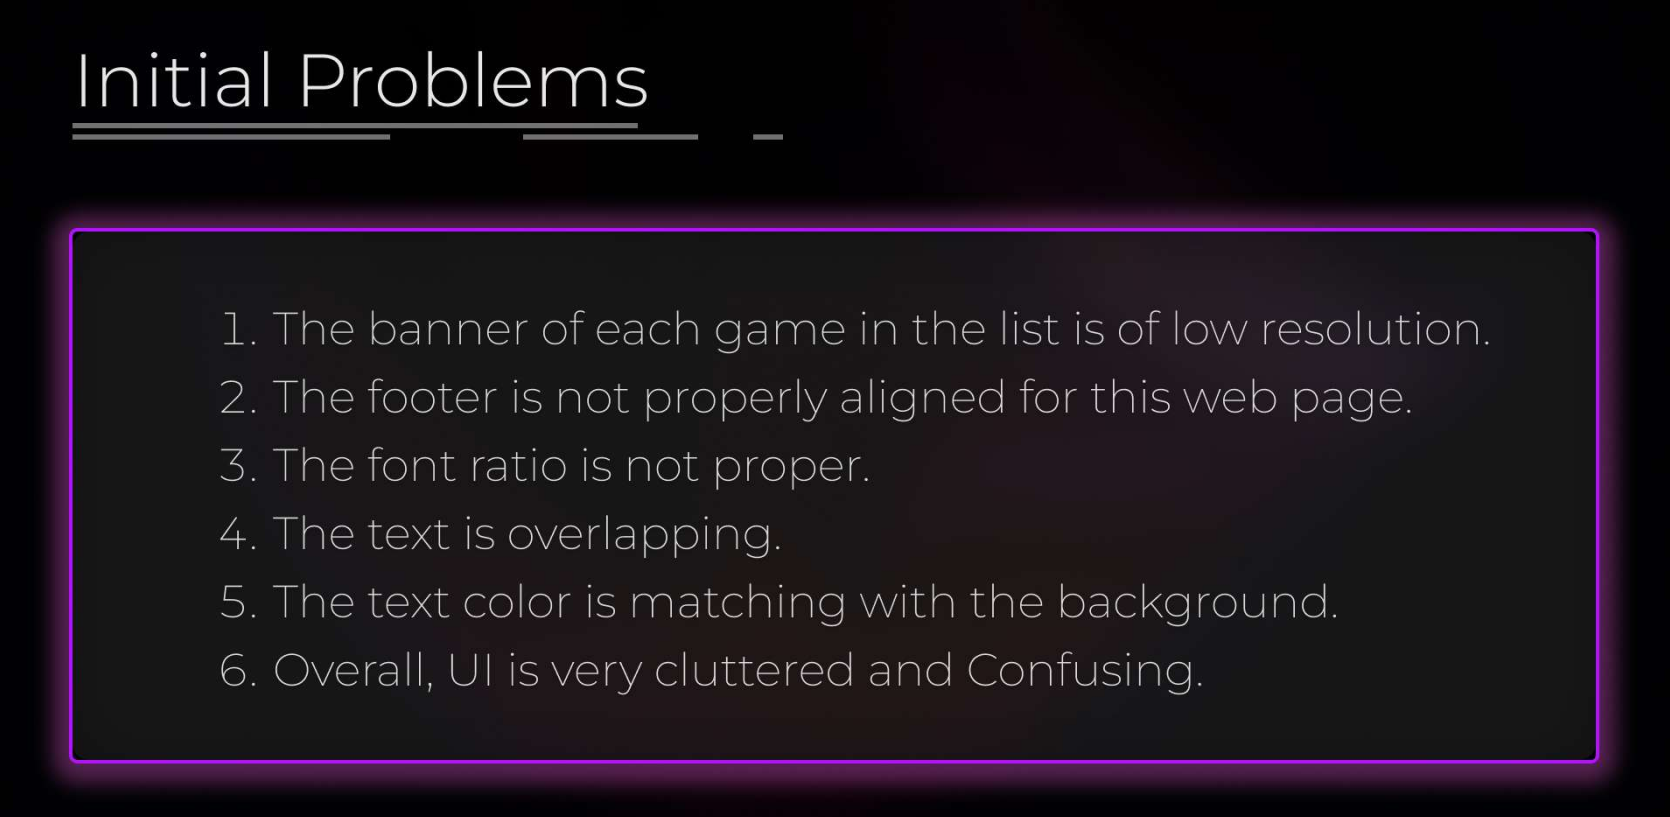 Initial Problems
1. The banner of each game in the list is of low resolution.
2. The footer is not properly aligned for this web page.
3. The font ratio is not proper.
4. The text is overlapping.
5. The text color is matching with the background.
6. Overall, UI is very cluttered and Confusing.